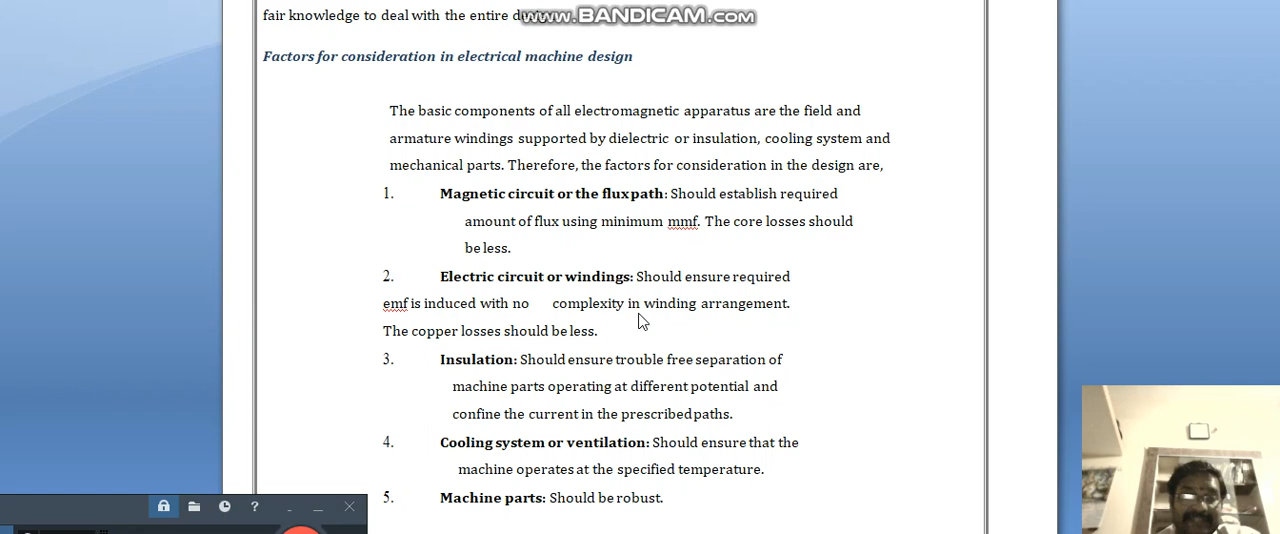 fair knowledge to deal with the entire
www.BANDICAM.com
Factors for consideration in electrical machine design
The basic components of all electromagnetic apparatus are the field and
armature windings supported by dielectric or insulation, cooling system and
mechanical parts. Therefore, the factors for consideration in the design are,
1. Magnetic circuit or the flux path: Should establish required
amount of flux using minimum mmf. The core losses should
be less.
2. Electric circuit or windings: Should ensure required
emf is induced with no complexity in winding arrangement.
The copper losses should be less.
3. Insulation: Should ensure trouble free separation of
machine parts operating at different potential and
confine the current in the prescribed paths.
4. Cooling system or ventilation: Should ensure that the
machine operates at the specified temperature.
5. Machine parts: Should be robust.